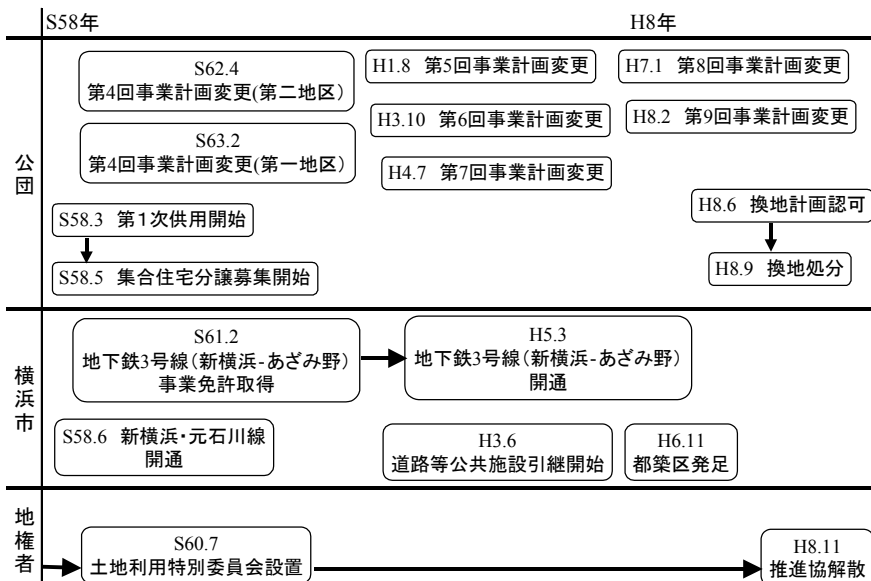 S58年
H8年
公団
S62.4
第4回事業計画変更(第二地区)
S63.2
第4回事業計画変更(第一地区)
H1.8 第5回事業計画変更
H3.10 第6回事業計画変更
H4.7 第7回事業計画変更
H7.1 第8回事業計画変更
H8.2 第9回事業計画変更
S58.3 第1次供用開始
S58.5 集合住宅分譲募集開始
H8.6 換地計画認可
H8.9 換地処分
横浜市
S61.2
地下鉄3号線(新横浜-あざみ野)
事業免許取得
H5.3
地下鉄3号線(新横浜-あざみ野)
開通
S58.6 新横浜・元石川線
開通
H3.6
道路等公共施設引継開始
H6.11
都築区発足
地権者
S60.7
土地利用特別委員会設置
H8.11
推進協解散